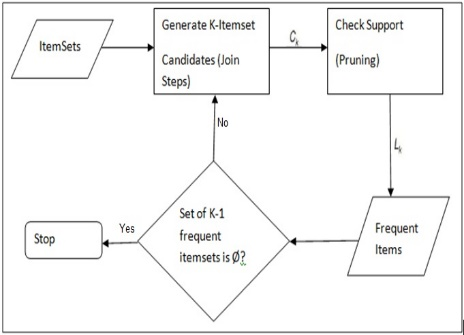 ItemSets
Generate K-Itemset
Candidates (Join
Steps)
Ck
Check Support
(Pruning)
Lk
Frequent
Items
Set of K-1
frequent
itemsets is Ø?
No
Yes
Stop